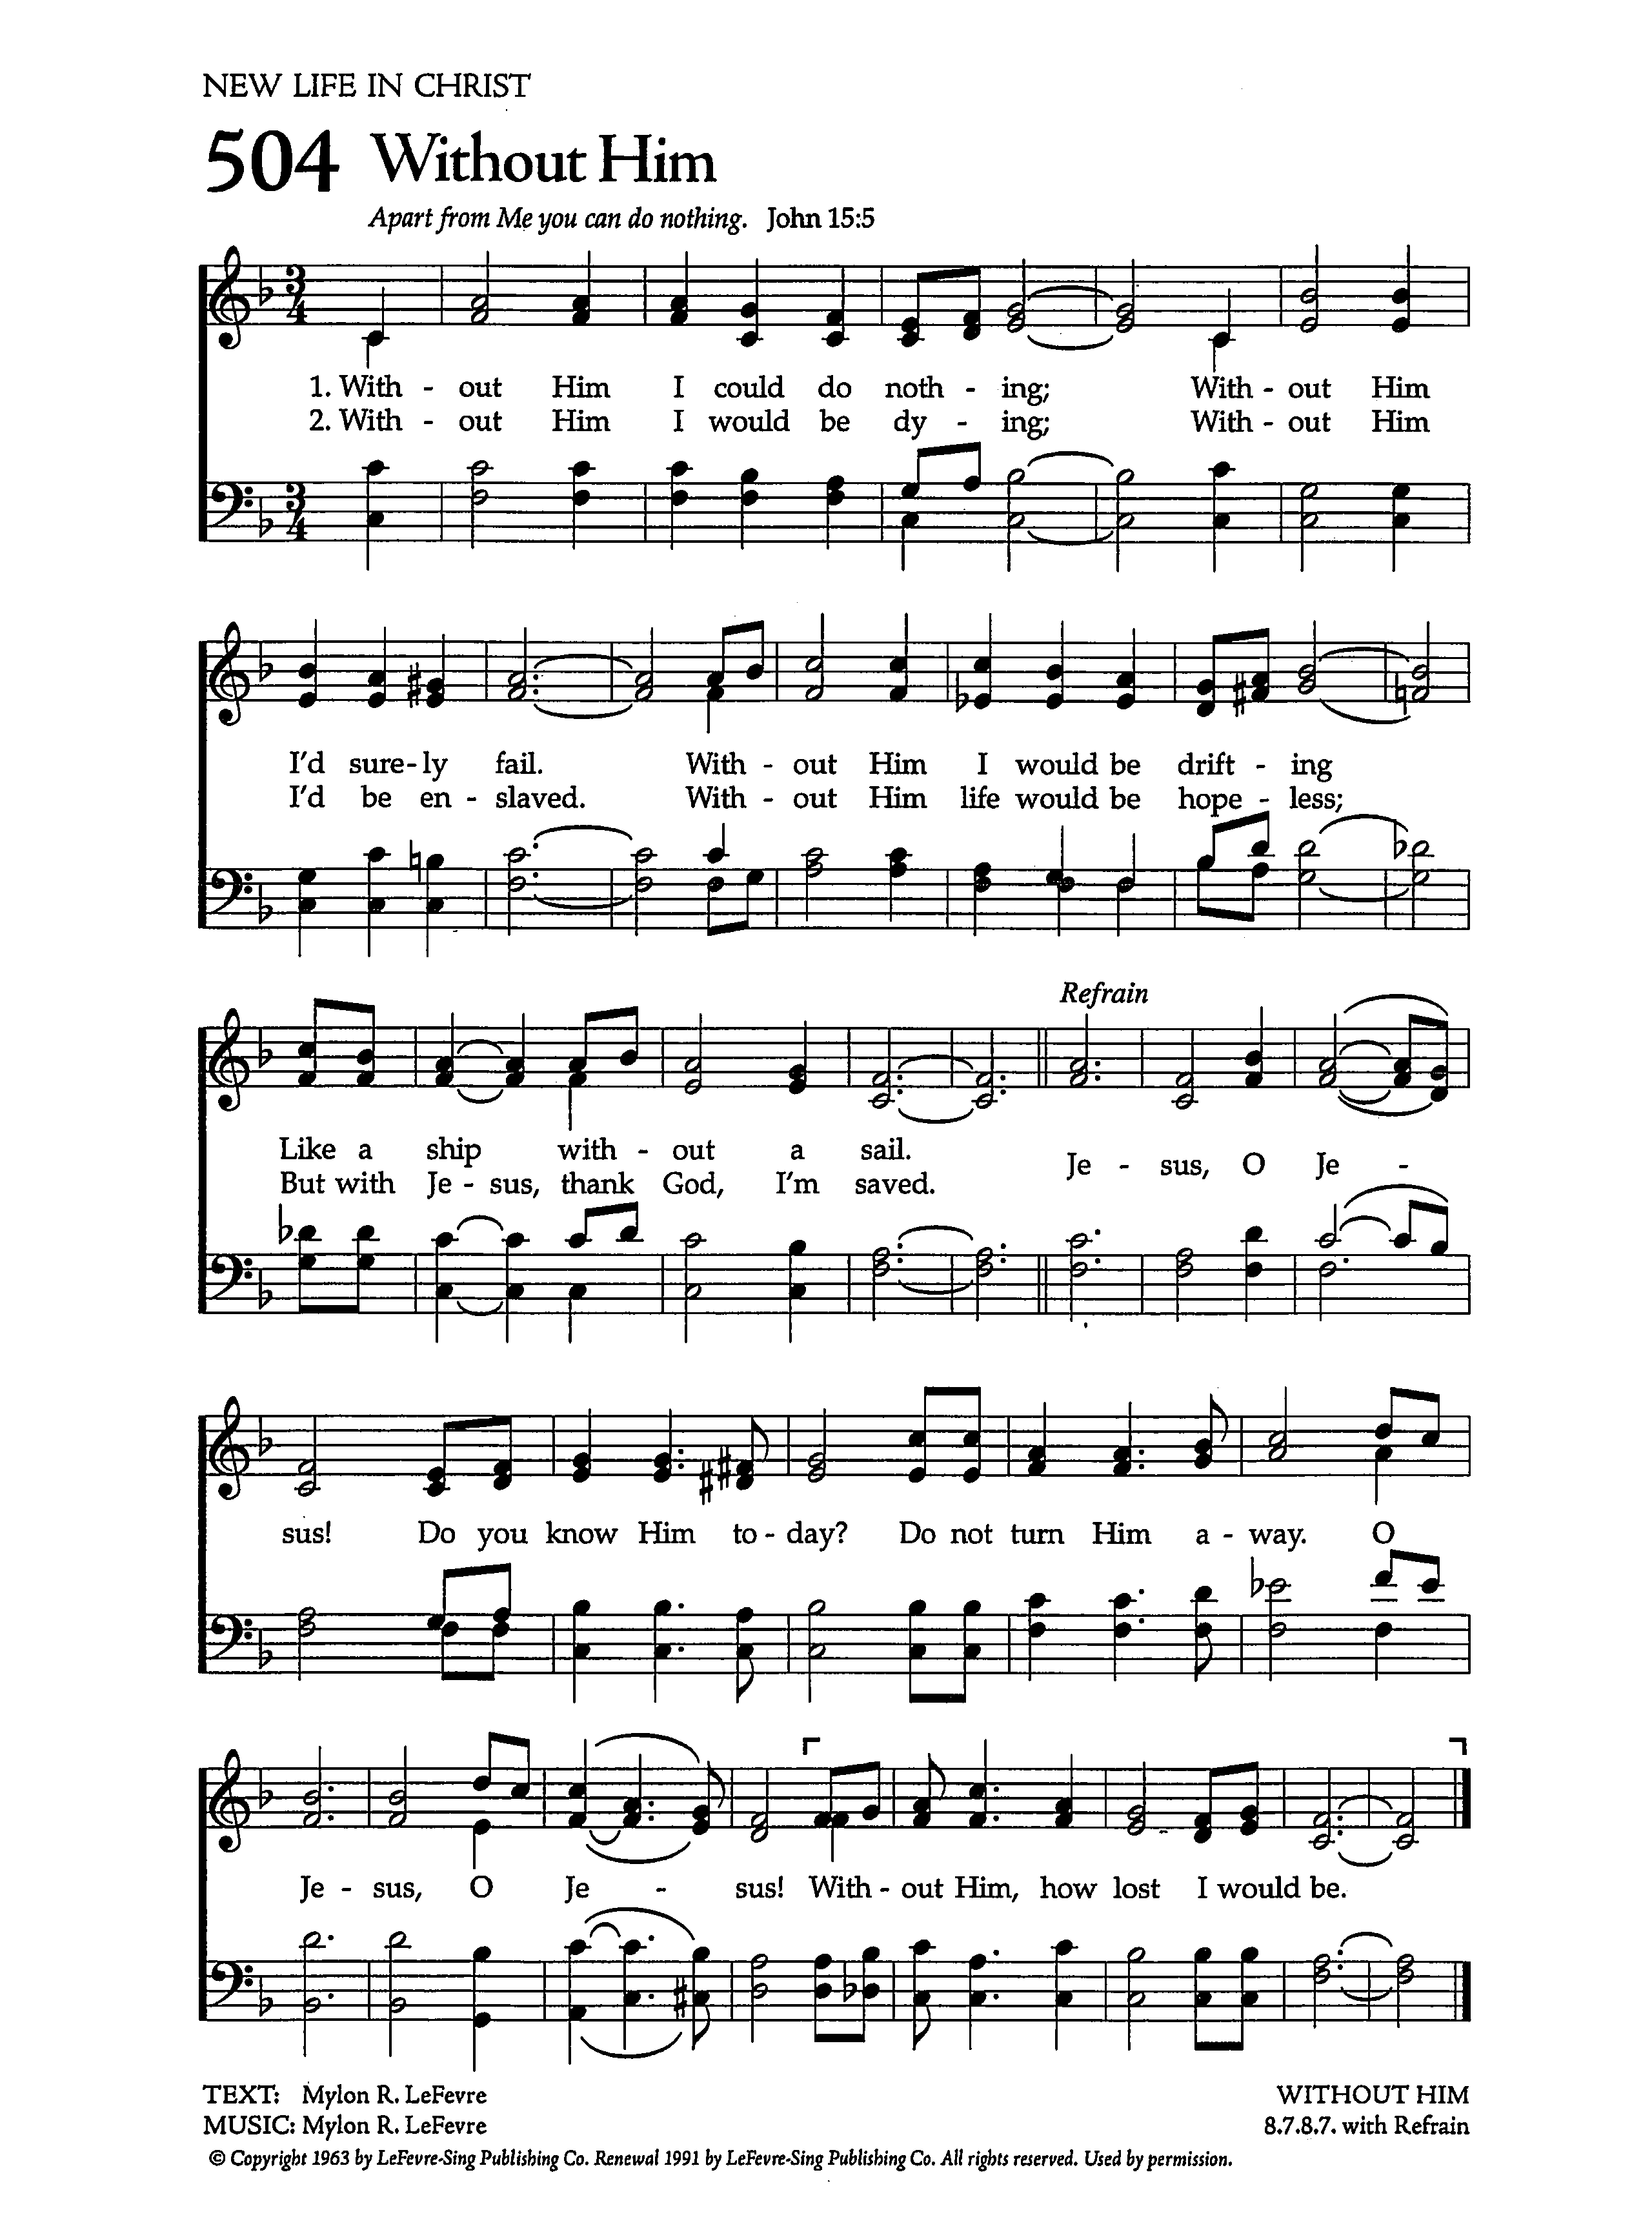 NEW LIFE IN CHRIST
504 Without Him
Apart from Me you can do nothing. John 15:5
1. With - out Him I could do noth - ing; With - out Him
2. With - out Him I would be dy - ing; With - out Him
I'd sure - ly fail. With - out Him I would be drift - ing
I'd be en - slaved. With - out Him life would be hope - less;
Refrain
Like a ship with - out a sail. Je - sus, O Je -
But with Je - sus, thank God, I'm saved.
sus! Do you know Him to - day? Do not turn Him a - way. O
Je - sus, O Je - sus! With - out Him, how lost I would be.
TEXT: Mylon R. LeFevre
WITHOUT HIM
MUSIC: Mylon R. LeFevre
8.7.8.7. with Refrain
© Copyright 1963 by LeFevre-Sing Publishing Co. Renewal 1991 by LeFevre-Sing Publishing Co. All rights reserved. Used by permission.